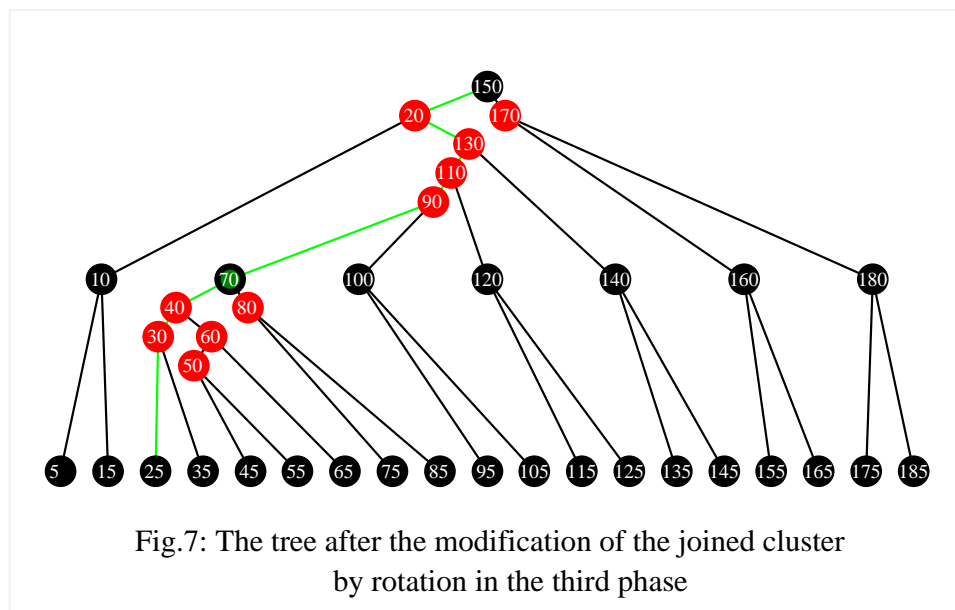 150
20 170
130
110
90
10 70 100 120 140 160 180
40 80
30 60
50
5 15 25 35 45 55 65 75 85 95 105 115 125 135 145 155 165 175 185
Fig.7: The tree after the modification of the joined cluster
by rotation in the third phase